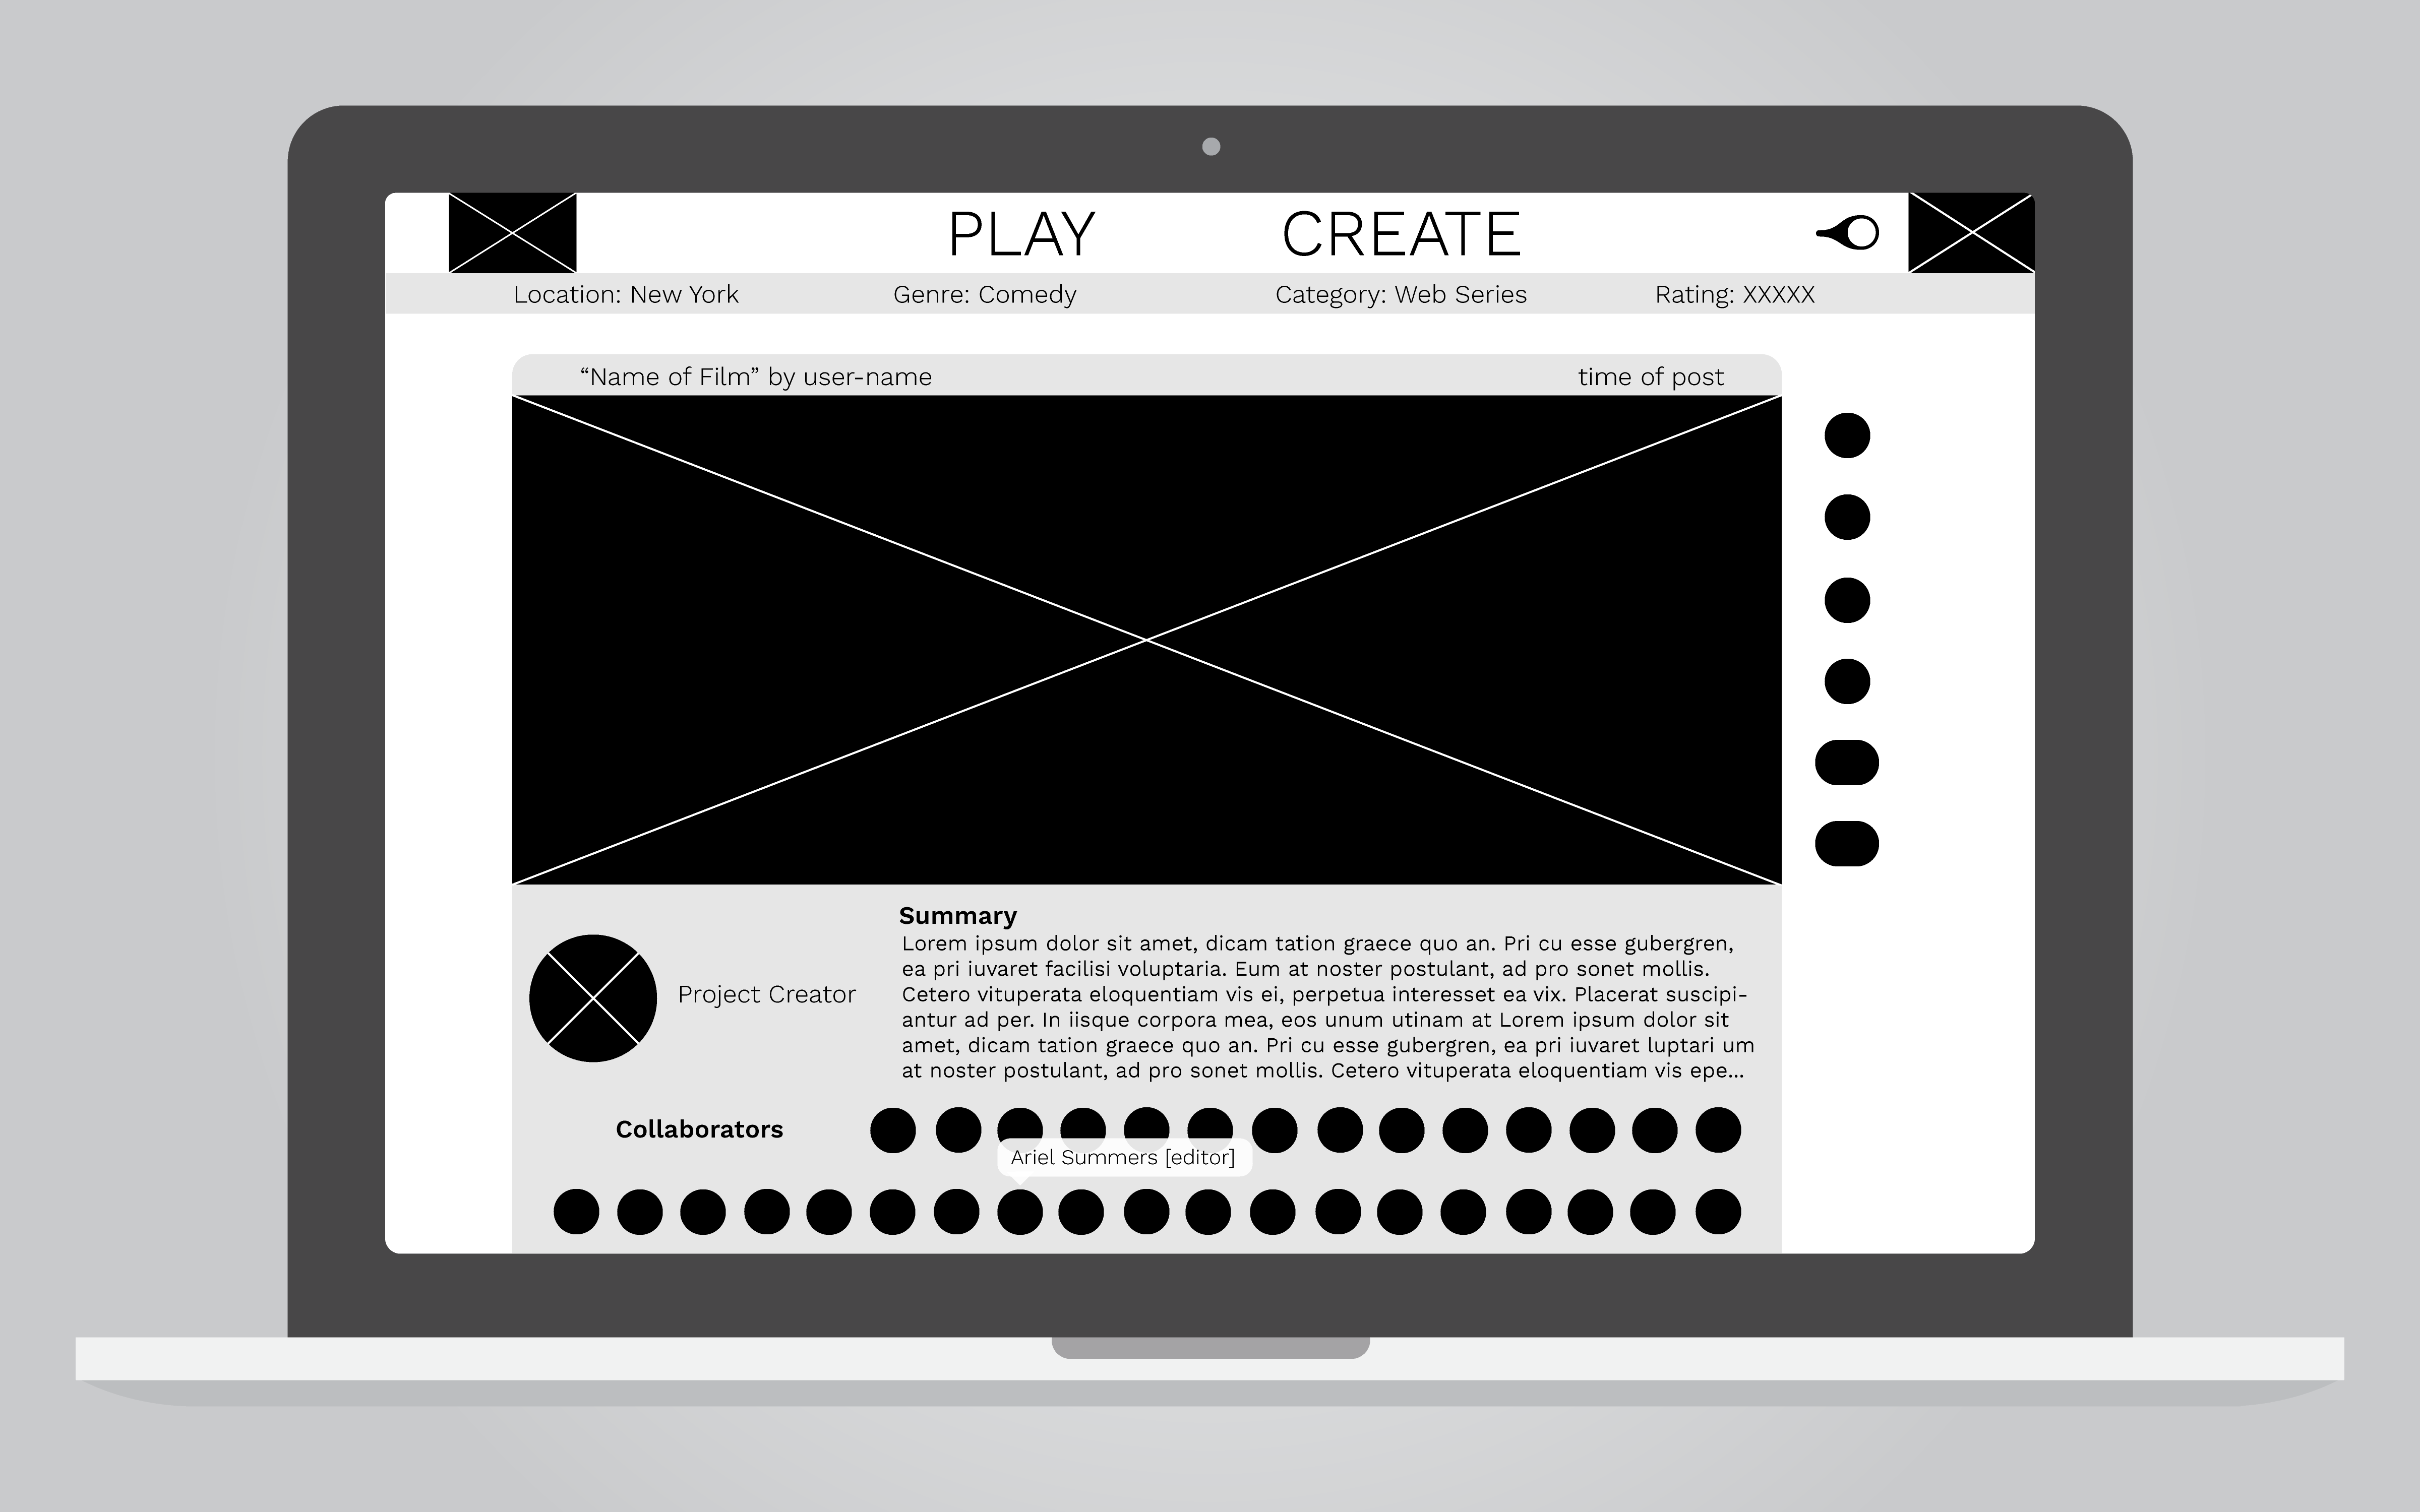 PLAY CREATE
Location: New York Genre: Comedy Category: Web Series Rating: XXXXX
“Name of Film” by user-name time of post
Summary
Lorem ipsum dolor sit amet, dicam tation graece quo an. Pri cu esse gubergren,
ea pri iuvaret facilisi voluptaria. Eum at noster postulant, ad pro sonet mollis.
Cetero vituperata eloquentiam vis ei, perpetua interesset ea vix. Placerat suscipi-
antur ad per. In iisque corpora mea, eos unum utinam at Lorem ipsum dolor sit
amet, dicam tation graece quo an. Pri cu esse gubergren, ea pri iuvaret luptari um
at noster postulant, ad pro sonet mollis. Cetero vituperata eloquentiam vis epe...
Project Creator
Collaborators
Ariel Summers [editor]